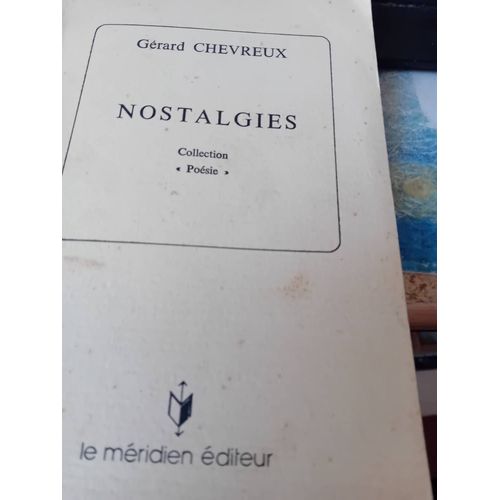 Gérard CHEVREUX
NOSTALGIES
Collection
« Poésie »
le méridien éditeur